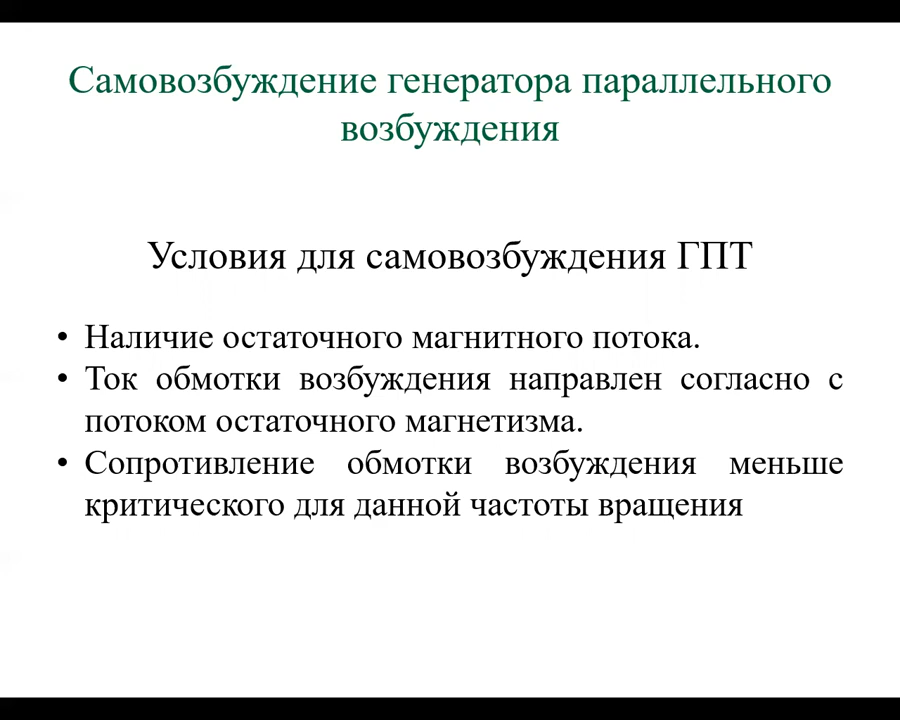 Самовозбуждение генератора параллельного
возбуждения
Условия для самовозбуждения ГПТ
• Наличие остаточного магнитного потока.
• Ток обмотки возбуждения направлен согласно с
потоком остаточного магнетизма.
• Сопротивление обмотки возбуждения меньше
критического для данной частоты вращения